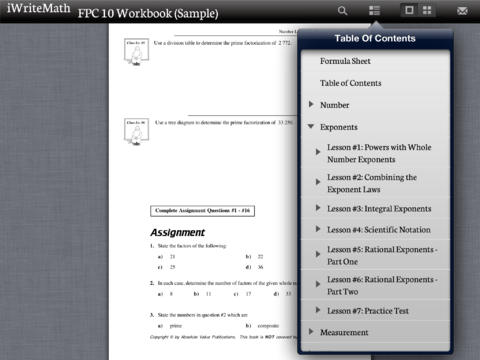 iWriteMath
FPC 10 Workbook (Sample)
Number
Class Ex. #5
Use a division table to determine the prime factorization of 2 772.
Class Ex. #6
Use a tree diagram to determine the prime factorization of 33 250.
Complete Assignment Questions #1 - #16
Assignment
1. State the factors of the following:
a) 21 b) 22
c) 25 d) 36
2. In each case, determine the number of factors of the given whole
a) 8 b) 11 c) 17 d) 33
3. State the numbers in question #2 which are
a) prime b) composite
Copyright © by Absolute Value Publications. This book is NOT covered
Table Of Contents
Formula Sheet
Table of Contents
Number
Exponents
Lesson #1: Powers with Whole
Number Exponents
Lesson #2: Combining the
Exponent Laws
Lesson #3: Integral Exponents
Lesson #4: Scientific Notation
Lesson #5: Rational Exponents -
Part One
Lesson #6: Rational Exponents -
Part Two
Lesson #7: Practice Test
Measurement